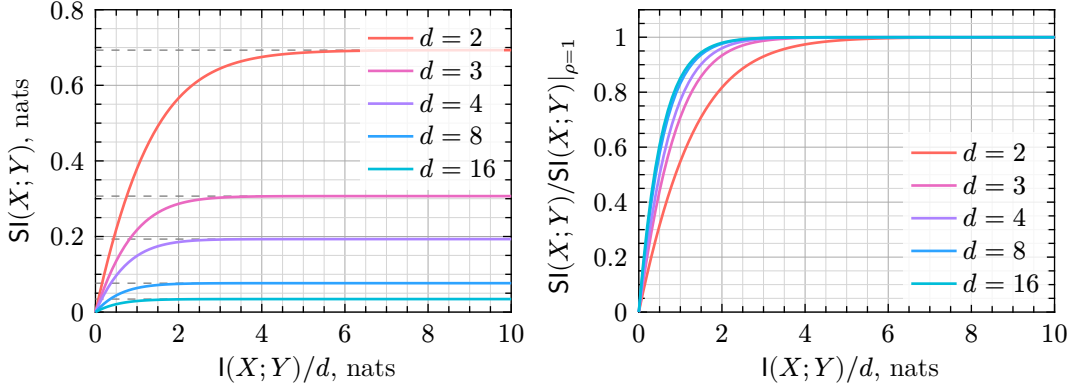 SI(X; Y), nats
0.8
0.6
0.4
0.2
0
0 2 4 6 8 10
I(X; Y)/d, nats
d = 2
d = 3
d = 4
d = 8
d = 16
SI(X; Y)/SI(X; Y)|ρ=1
1
0.8
0.6
0.4
0.2
0
0 2 4 6 8 10
I(X; Y)/d, nats
d = 2
d = 3
d = 4
d = 8
d = 16